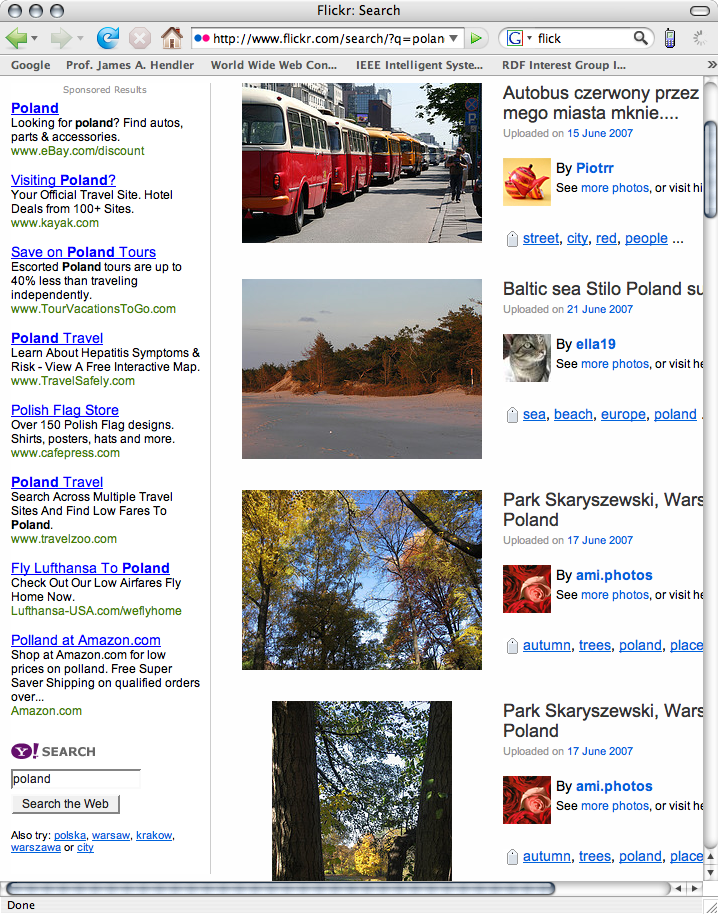 Flickr: Search
http://www.flickr.com/search/?q=polan
flick
Google Prof. James A. Hendler World Wide Web Con... IEEE Intelligent Syste... RDF Interest Group I... »
Sponsored Results
Poland
Looking for poland? Find autos,
parts & accessories.
www.eBay.com/discount
Visiting Poland?
Your Official Travel Site. Hotel
Deals from 100+ Sites.
www.kayak.com
Save on Poland Tours
Escorted Poland tours are up to
40% less than traveling
independently.
www.TourVacationsToGo.com
Poland Travel
Learn About Hepatitis Symptoms &
Risk - View A Free Interactive Map.
www.TravelSafely.com
Polish Flag Store
Over 150 Polish Flag designs.
Shirts, posters, hats and more.
www.cafepress.com
Poland Travel
Search Across Multiple Travel
Sites And Find Low Fares To
Poland.
www.travelzoo.com
Fly Lufthansa To Poland
Check Out Our Low Airfares Fly
Home Now.
Lufthansa-USA.com/weflyhome
Polland at Amazon.com
Shop at Amazon.com for low
prices on polland. Free Super
Saver Shipping on qualified orders
over...
Amazon.com
Y! SEARCH
poland
Search the Web
Also try: polska, warsaw, krakow,
warszawa or city
Autobus czerwony przez
mego miasta mknie....
Uploaded on 15 June 2007
By Piotrr
See more photos, or visit hi
street, city, red, people ...
Baltic sea Stilo Poland su
Uploaded on 21 June 2007
By ella19
See more photos, or visit he
sea, beach, europe, poland .
Park Skaryszewski, Wars
Poland
Uploaded on 17 June 2007
By ami.photos
See more photos, or visit he
autumn, trees, poland, place
Park Skaryszewski, Wars
Poland
Uploaded on 17 June 2007
By ami.photos
See more photos, or visit he
autumn, trees, poland, place
Done